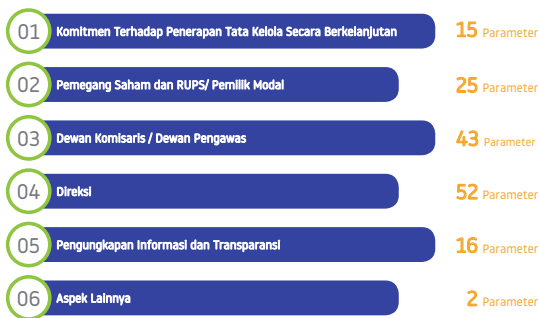 01 Komitmen Terhadap Penerapan Tata Kelola Secara Berkelanjutan 15 Parameter
02 Pemegang Saham dan RUPS/ Pemilik Modal 25 Parameter
03 Dewan Komisaris / Dewan Pengawas 43 Parameter
04 Direksi 52 Parameter
05 Pengungkapan Informasi dan Transparansi 16 Parameter
06 Aspek Lainnya 2 Parameter